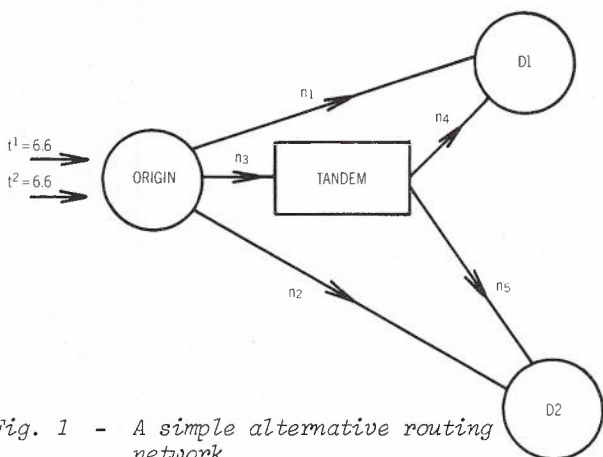 D1
n1
n4
t¹=6.6
n3
ORIGIN
TANDEM
t²=6.6
n5
n2
D2
Fig. 1 - A simple alternative routing
network